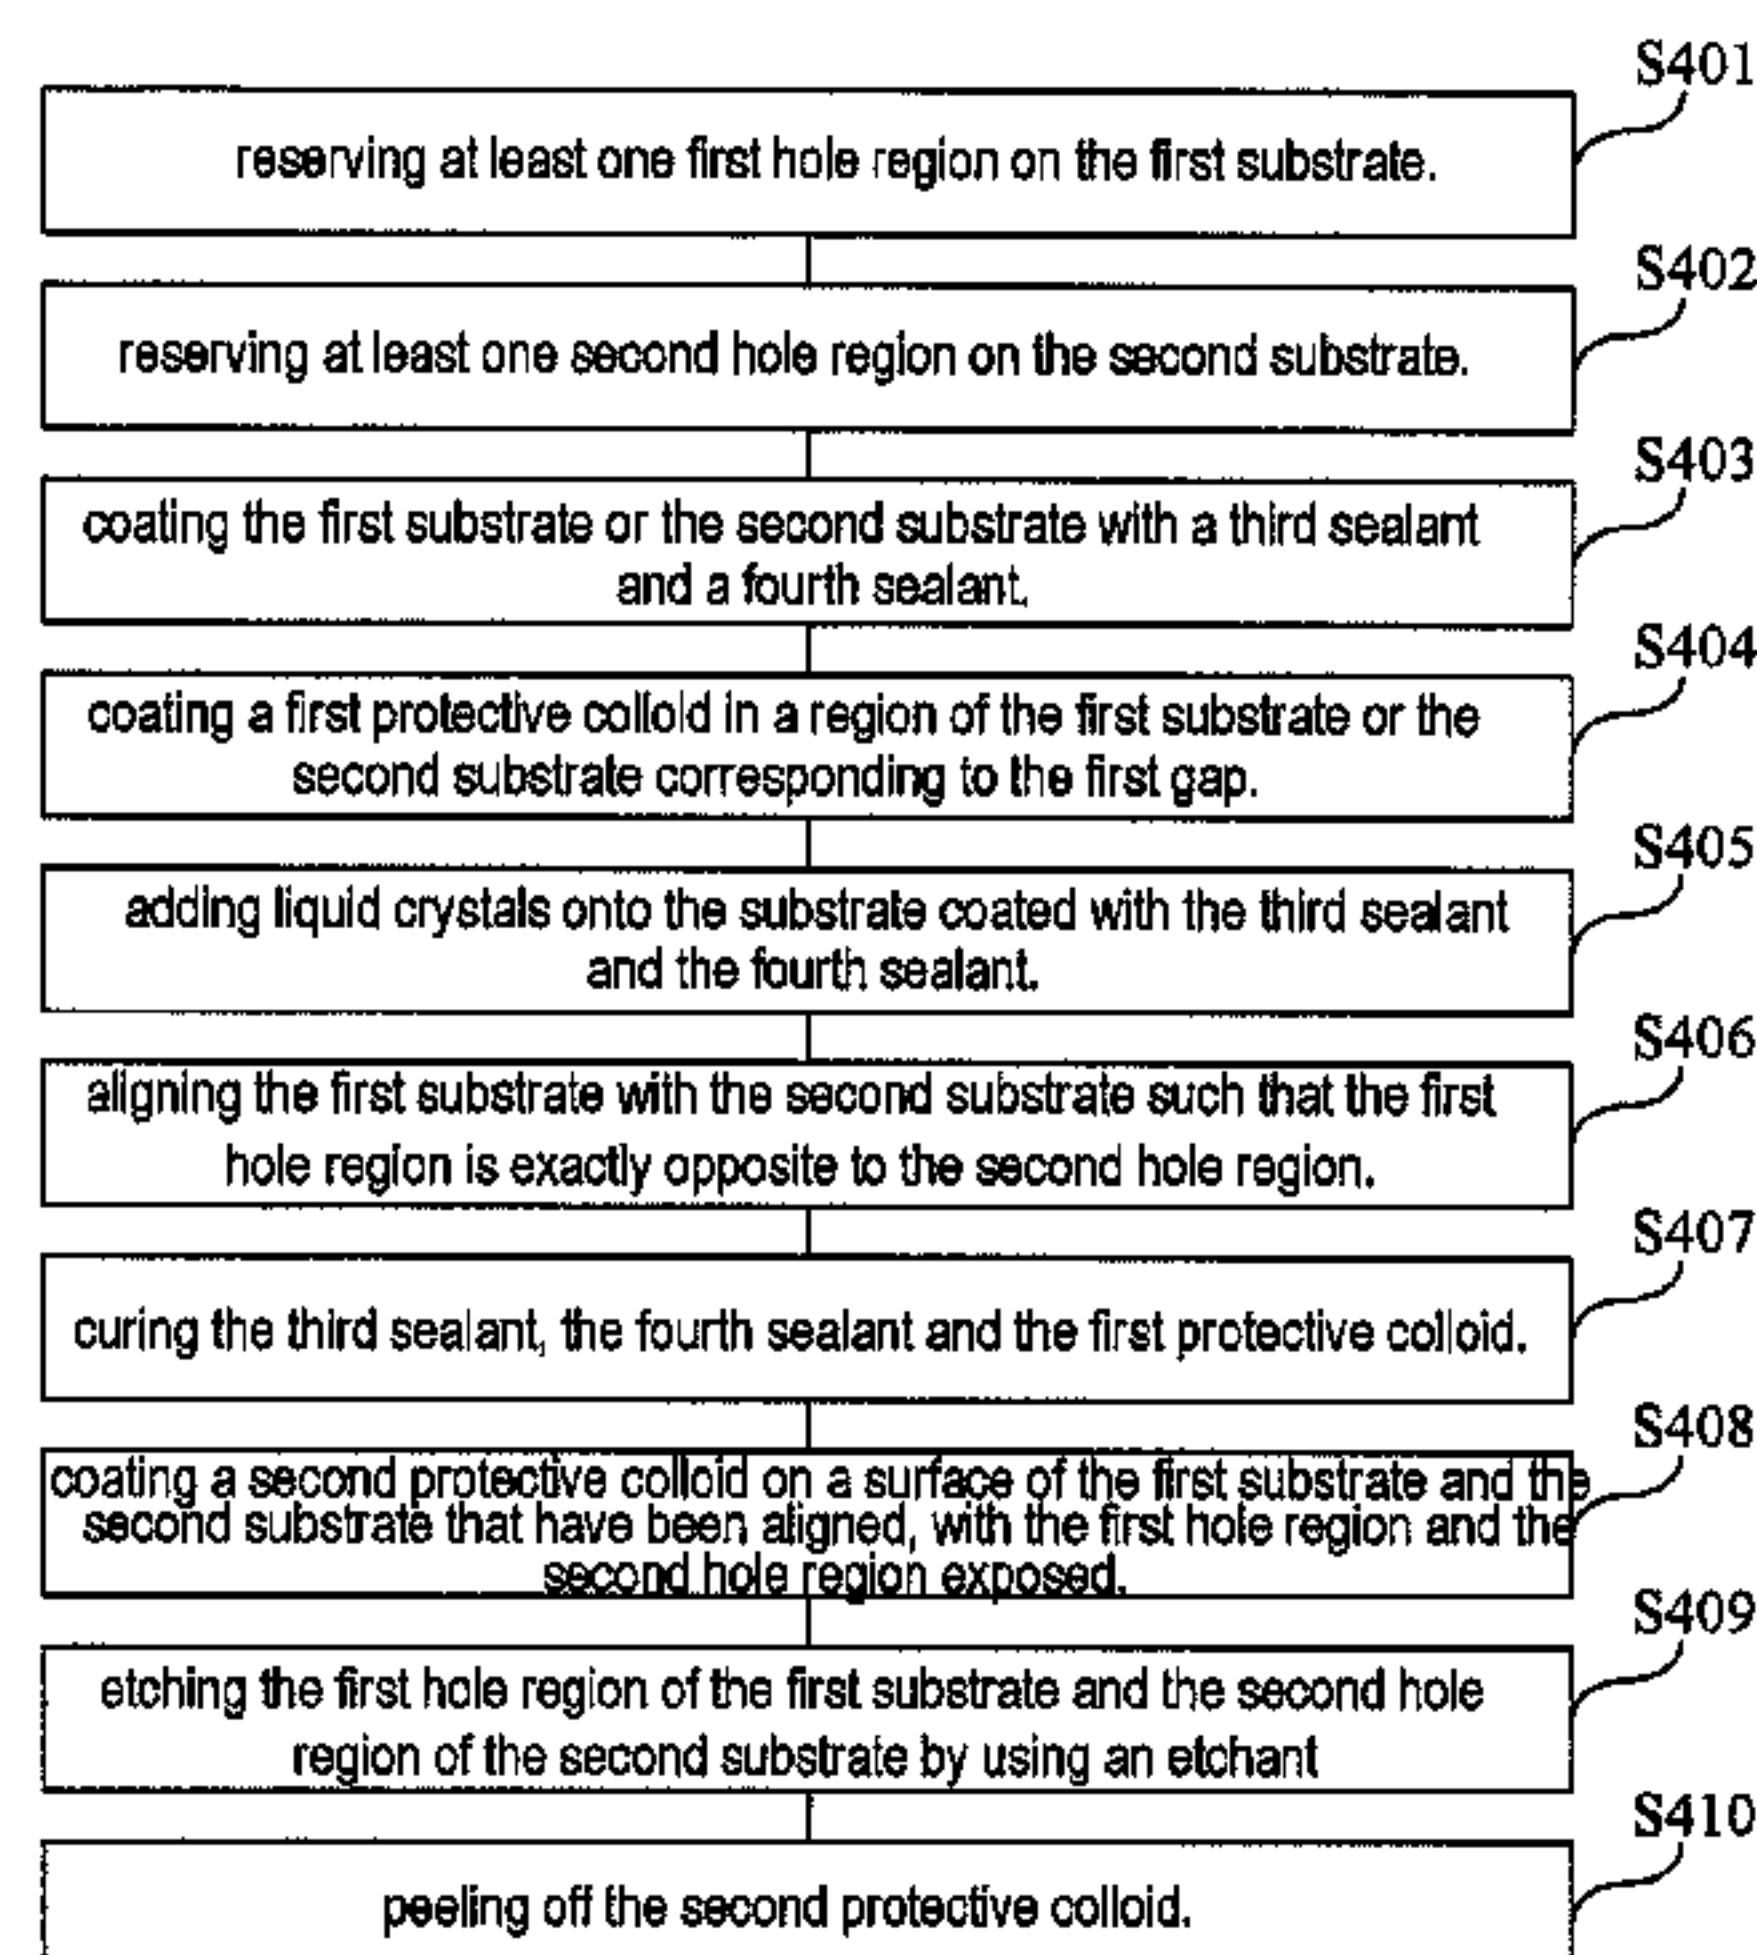 S401
reserving at least one first hole region on the first substrate.
S402
reserving at least one second hole region on the second substrate.
S403
coating the first substrate or the second substrate with a third sealant
and a fourth sealant.
S404
coating a first protective colloid in a region of the first substrate or the
second substrate corresponding to the first gap.
S405
adding liquid crystals onto the substrate coated with the third sealant
and the fourth sealant.
S406
aligning the first substrate with the second substrate such that the first
hole region is exactly opposite to the second hole region.
S407
curing the third sealant, the fourth sealant and the first protective colloid.
S408
coating a second protective colloid on a surface of the first substrate and the
second substrate that have been aligned, with the first hole region and the
second hole region exposed.
S409
etching the first hole region of the first substrate and the second hole
region of the second substrate by using an etchant
S410
peeling off the second protective colloid.